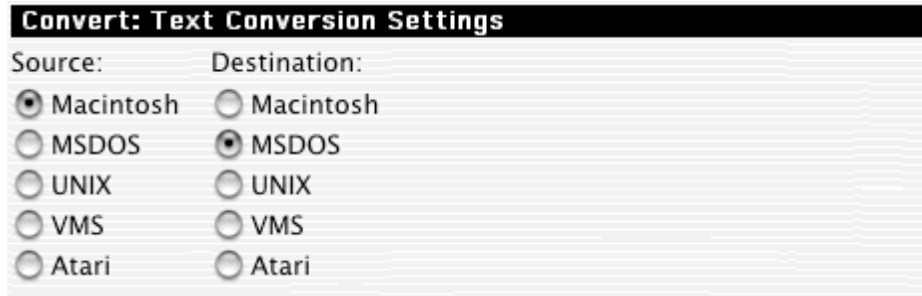 Convert: Text Conversion Settings
Source: Destination:
Macintosh Macintosh
MSDOS MSDOS
UNIX UNIX
VMS VMS
Atari Atari